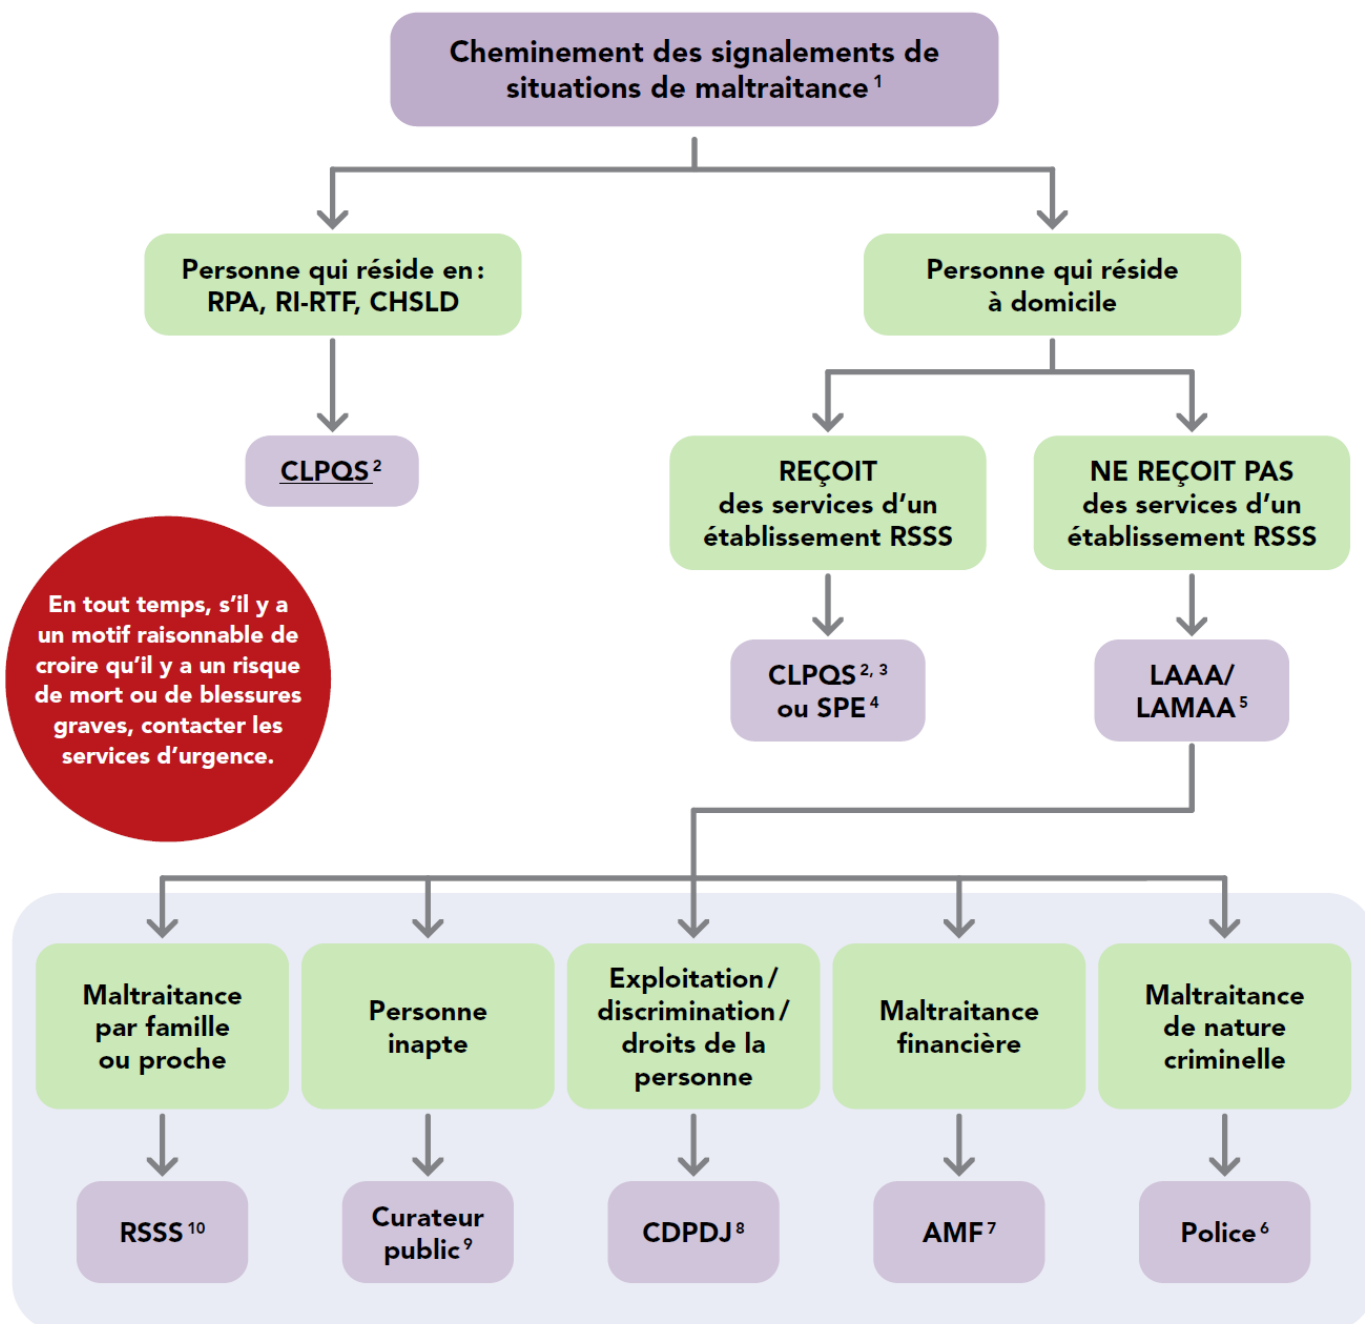 Cheminement des signalements de
situations de maltraitance 1
Personne qui réside en :
RPA, RI-RTF, CHSLD
Personne qui réside
à domicile
CLPQS 2
REÇOIT
des services d’un
établissement RSSS
NE REÇOIT PAS
des services d’un
établissement RSSS
En tout temps, s’il y a
un motif raisonnable de
croire qu’il y a un risque
de mort ou de blessures
graves, contacter les
services d’urgence.
CLPQS 2, 3
ou SPE 4
LAAA/
LAMAA 5
Maltraitance
par famille
ou proche
Personne
inapte
Exploitation /
discrimination /
droits de la
personne
Maltraitance
financière
Maltraitance
de nature
criminelle
RSSS 10
Curateur
public 9
CDPDJ 8
AMF 7
Police 6